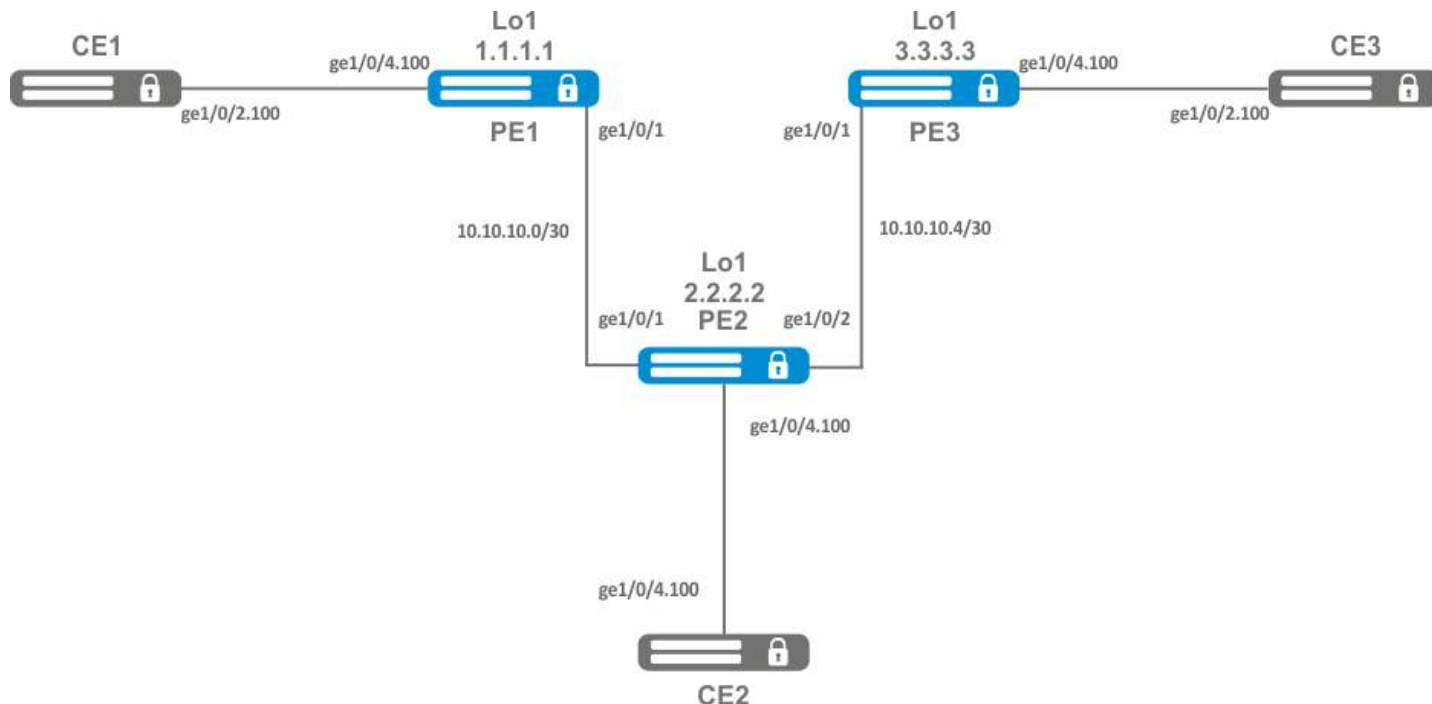 Lo1
1.1.1.1
Lo1
3.3.3.3
CE1
CE3
ge1/0/4.100
ge1/0/4.100
ge1/0/2.100
ge1/0/2.100
PE1
PE3
ge1/0/1
ge1/0/1
10.10.10.0/30
10.10.10.4/30
Lo1
2.2.2.2
PE2
ge1/0/1
ge1/0/2
ge1/0/4.100
ge1/0/4.100
CE2